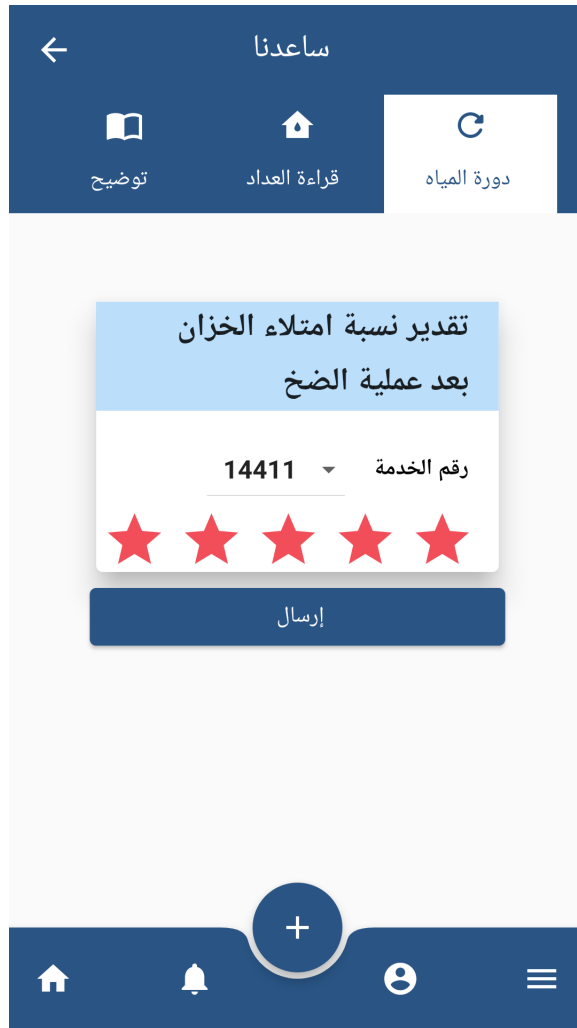 ساعدنا
دورة المياه
قراءة العداد
توضيح
تقدير نسبة امتلاء الخزان
بعد عملية الضخ
رقم الخدمة 14411
إرسال